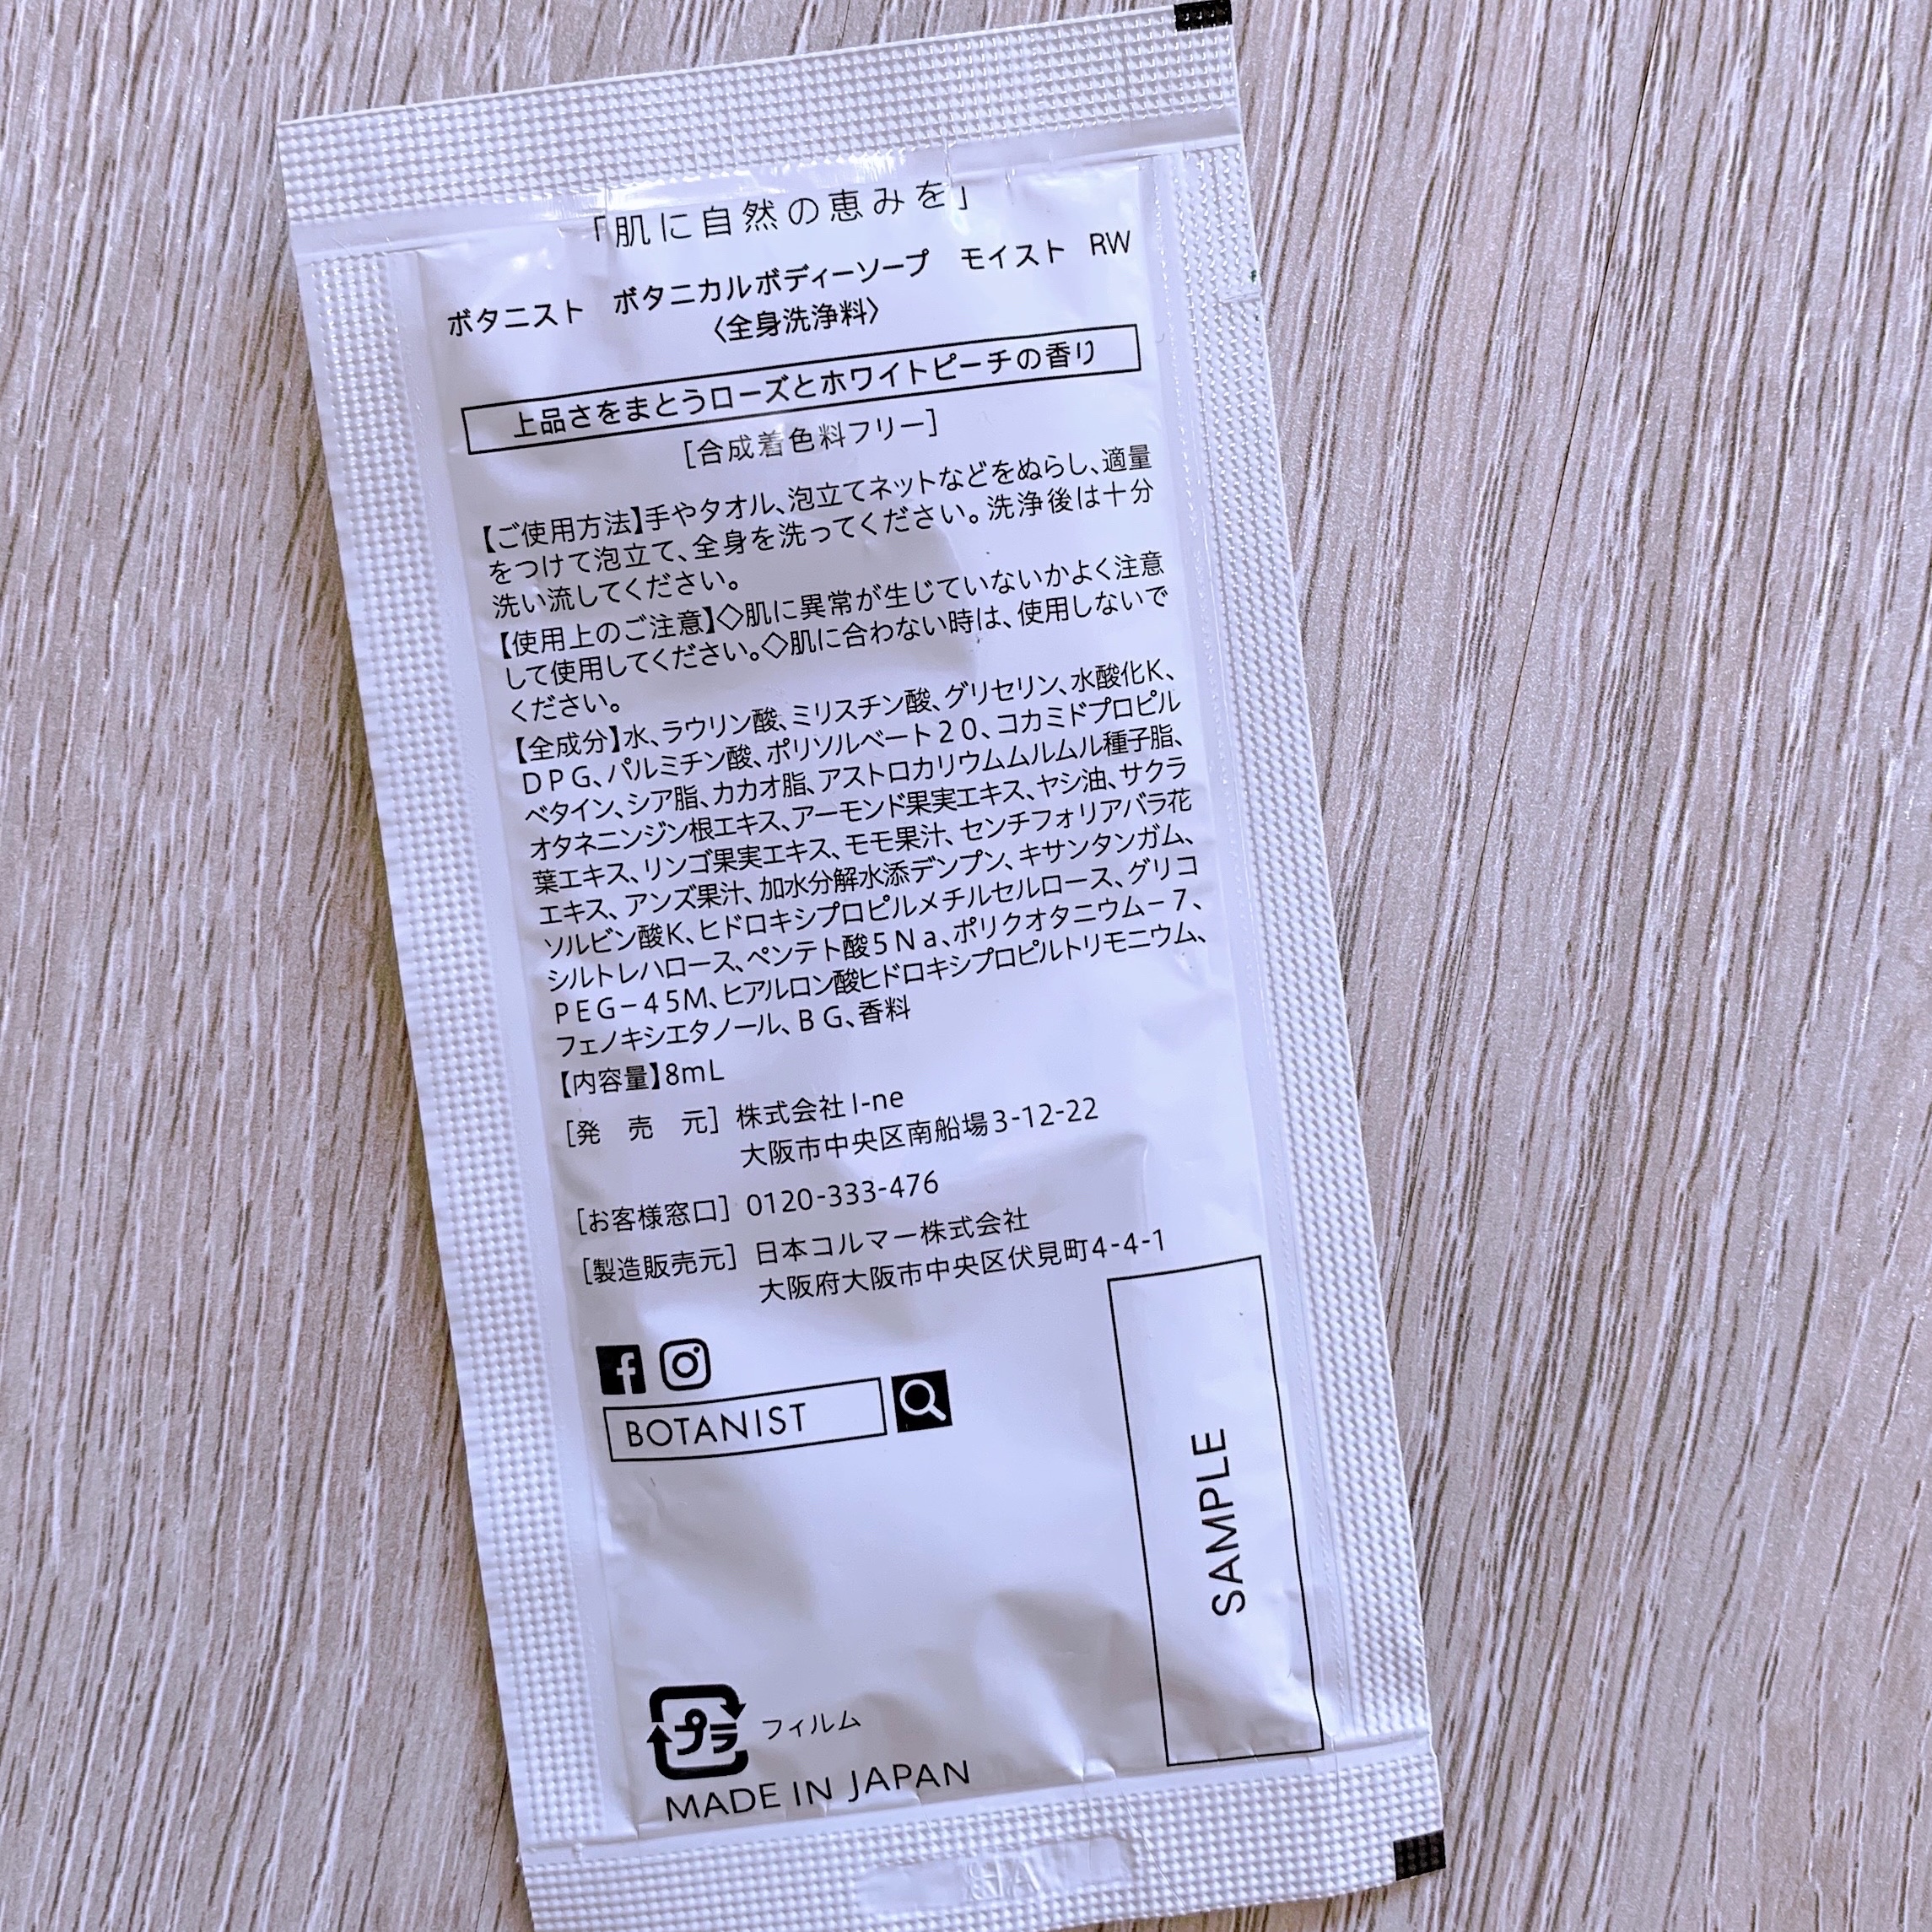 「肌に自然の恵みを」
ボタニスト　ボタニカルボディーソープ　モイスト　RW
〈全身洗浄料〉
上品さをまとうローズとホワイトピーチの香り
［合成着色料フリー］
【ご使用方法】手やタオル、泡立てネットなどをぬらし、適量
をつけて泡立て、全身を洗ってください。洗浄後は十分
洗い流してください。
【使用上のご注意】◇肌に異常が生じていないかよく注意
して使用してください。◇肌に合わない時は、使用しないで
ください。
【全成分】水、ラウリン酸、ミリスチン酸、グリセリン、水酸化K、
DPG、パルミチン酸、ポリソルベート20、コカミドプロピル
ベタイン、シア脂、カカオ脂、アストロカリウムムルムル種子脂、
オタネニンジン根エキス、アーモンド果実エキス、ヤシ油、サクラ
葉エキス、リンゴ果実エキス、モモ果汁、センチフォリアバラ花
エキス、アンズ果汁、加水分解水添デンプン、キサンタンガム、
ソルビン酸K、ヒドロキシプロピルメチルセルロース、グリコ
シルトレハロース、ペンテト酸5Na、ポリクオタニウム－7、
PEG－45M、ヒアルロン酸ヒドロキシプロピルトリモニウム、
フェノキシエタノール、BG、香料
【内容量】8mL
［発　売　元］株式会社I-ne
大阪市中央区南船場3-12-22
［お客様窓口］0120-333-476
［製造販売元］日本コルマー株式会社
大阪府大阪市中央区伏見町4-4-1
BOTANIST
SAMPLE
プラ フィルム
MADE IN JAPAN